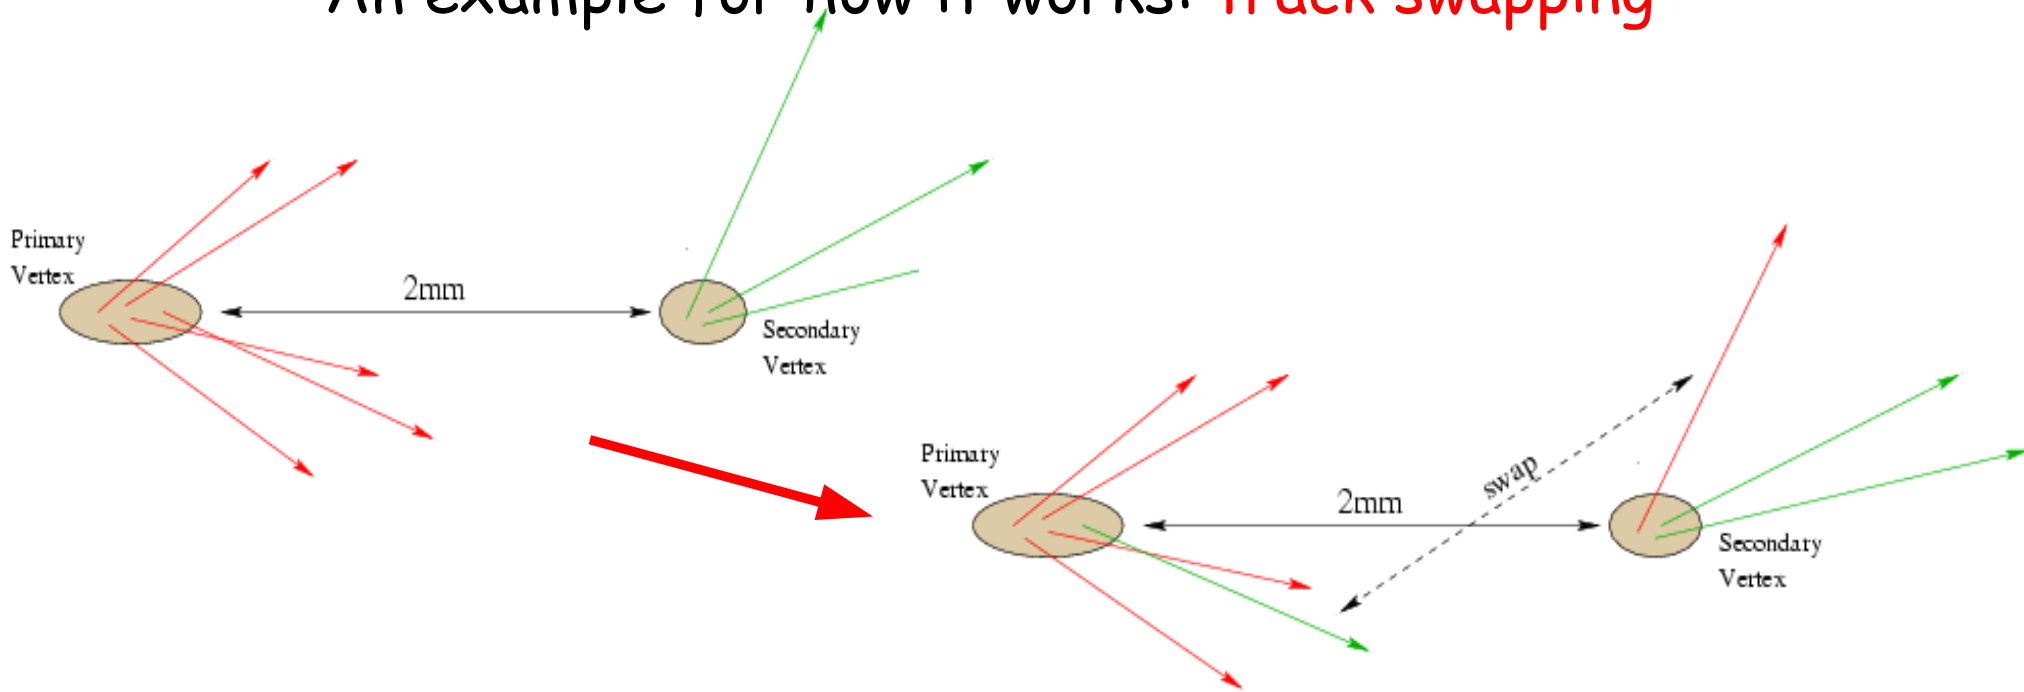 An example for how it works: Track swapping
Primary
Vertex
2mm
Secondary
Vertex
Primary
Vertex
2mm
swap
Secondary
Vertex